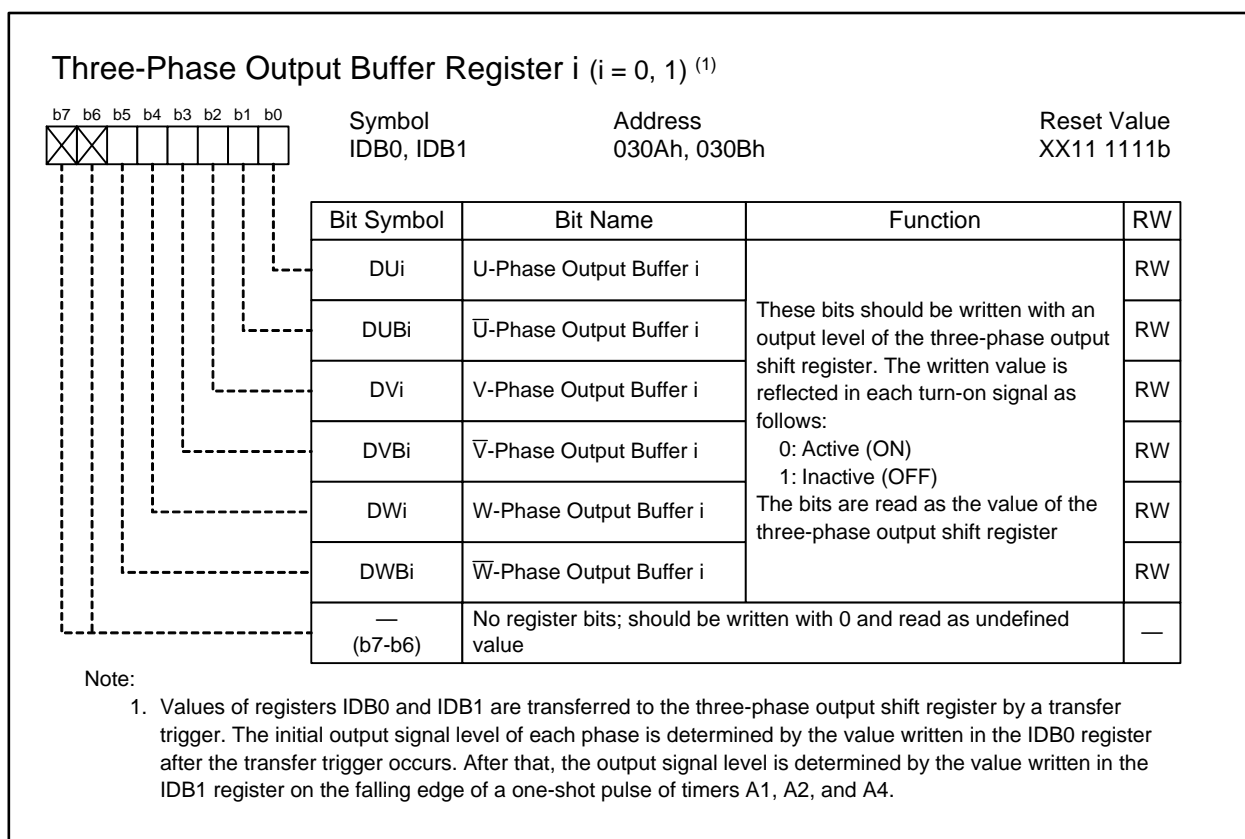 Three-Phase Output Buffer Register i (i = 0, 1) (1)
b7 b6 b5 b4 b3 b2 b1 b0
Symbol Address Reset Value
IDB0, IDB1 030Ah, 030Bh XX11 1111b
Bit Symbol Bit Name Function RW
DUi U-Phase Output Buffer i RW
DUBi U̅-Phase Output Buffer i RW
DVi V-Phase Output Buffer i RW
DVBi V̅-Phase Output Buffer i RW
DWi W-Phase Output Buffer i RW
DWBi W̅-Phase Output Buffer i RW
These bits should be written with an
output level of the three-phase output
shift register. The written value is
reflected in each turn-on signal as
follows:
0: Active (ON)
1: Inactive (OFF)
The bits are read as the value of the
three-phase output shift register
—
(b7-b6)
No register bits; should be written with 0 and read as undefined
value
—
Note:
1. Values of registers IDB0 and IDB1 are transferred to the three-phase output shift register by a transfer
trigger. The initial output signal level of each phase is determined by the value written in the IDB0 register
after the transfer trigger occurs. After that, the output signal level is determined by the value written in the
IDB1 register on the falling edge of a one-shot pulse of timers A1, A2, and A4.